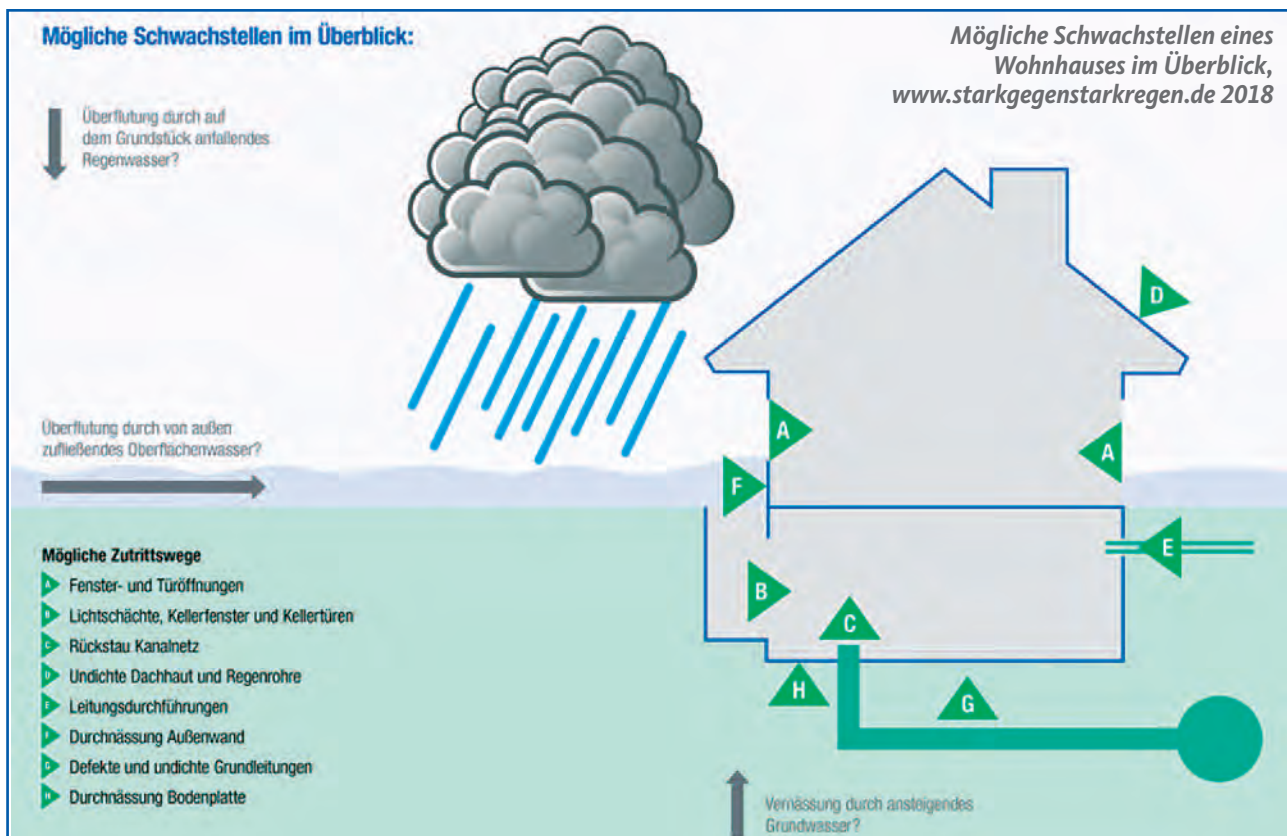 Mögliche Schwachstellen im Überblick:
Mögliche Schwachstellen eines
Wohnhauses im Überblick,
www.starkgegenstarkregen.de 2018
Überflutung durch auf
dem Grundstück anfallendes
Regenwasser?
D
Überflutung durch von außen
zufließendes Oberflächenwasser?
A
A
F
E
B
C
H
G
Mögliche Zutrittswege
A Fenster- und Türöffnungen
B Lichtschächte, Kellerfenster und Kellertüren
C Rückstau Kanalnetz
D Undichte Dachhaut und Regenrohre
E Leitungsdurchführungen
F Durchnässung Außenwand
G Defekte und undichte Grundleitungen
H Durchnässung Bodenplatte
Vernässung durch ansteigendes
Grundwasser?